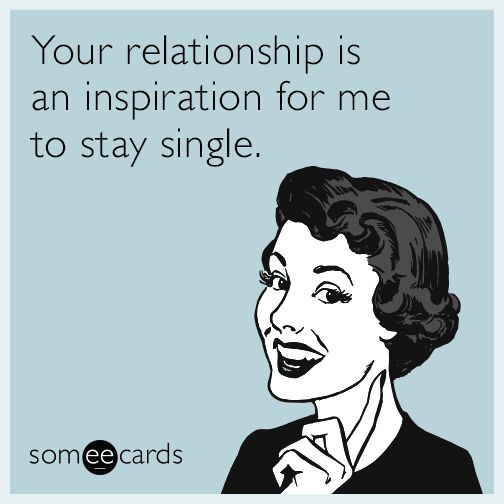 Your relationship is
an inspiration for me
to stay single.
someecards